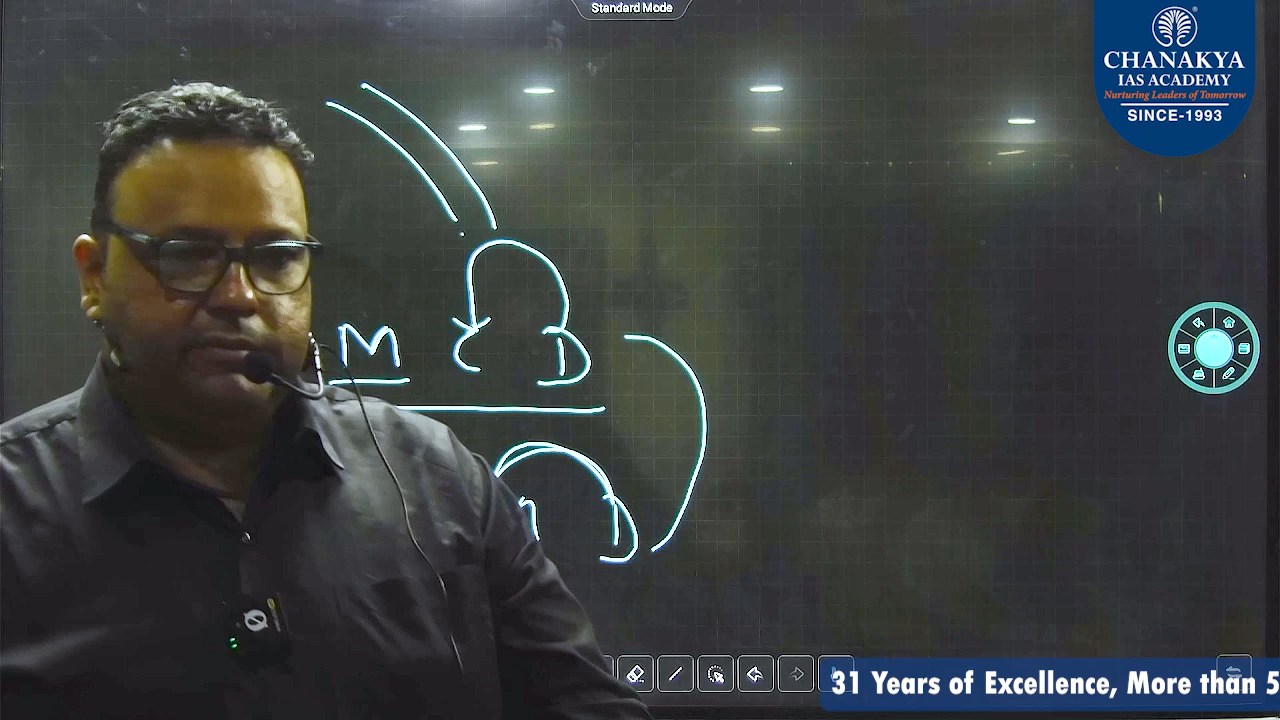 Standard Mode
CHANAKYA
IAS ACADEMY
Nurturing Leaders of Tomorrow
SINCE-1993
M C D
D
31 Years of Excellence, More than 5